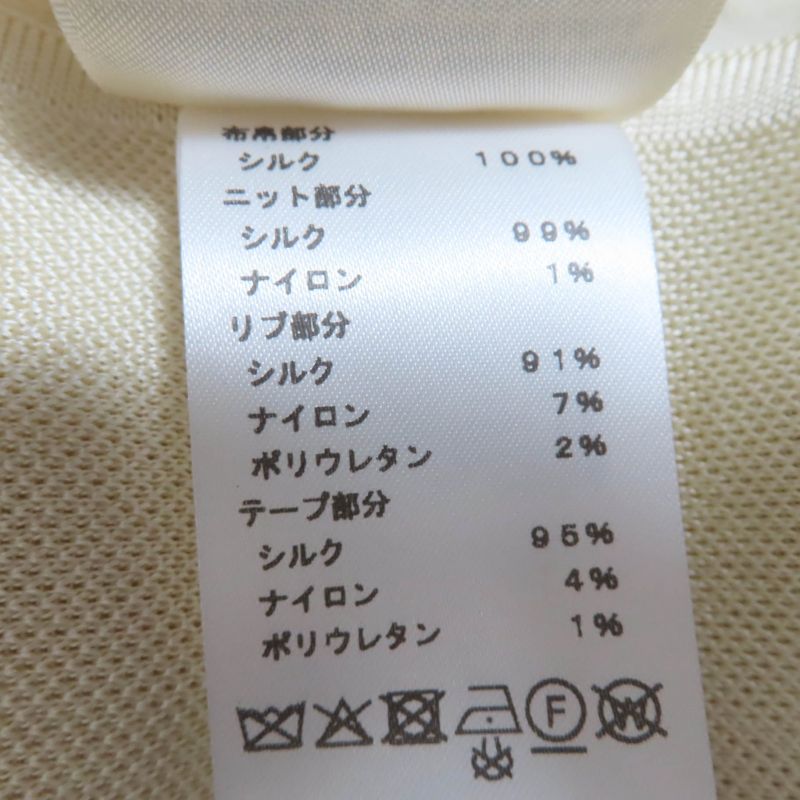 布帛部分
シルク 100%
ニット部分
シルク 99%
ナイロン 1%
リブ部分
シルク 91%
ナイロン 7%
ポリウレタン 2%
テープ部分
シルク 95%
ナイロン 4%
ポリウレタン 1%
F W